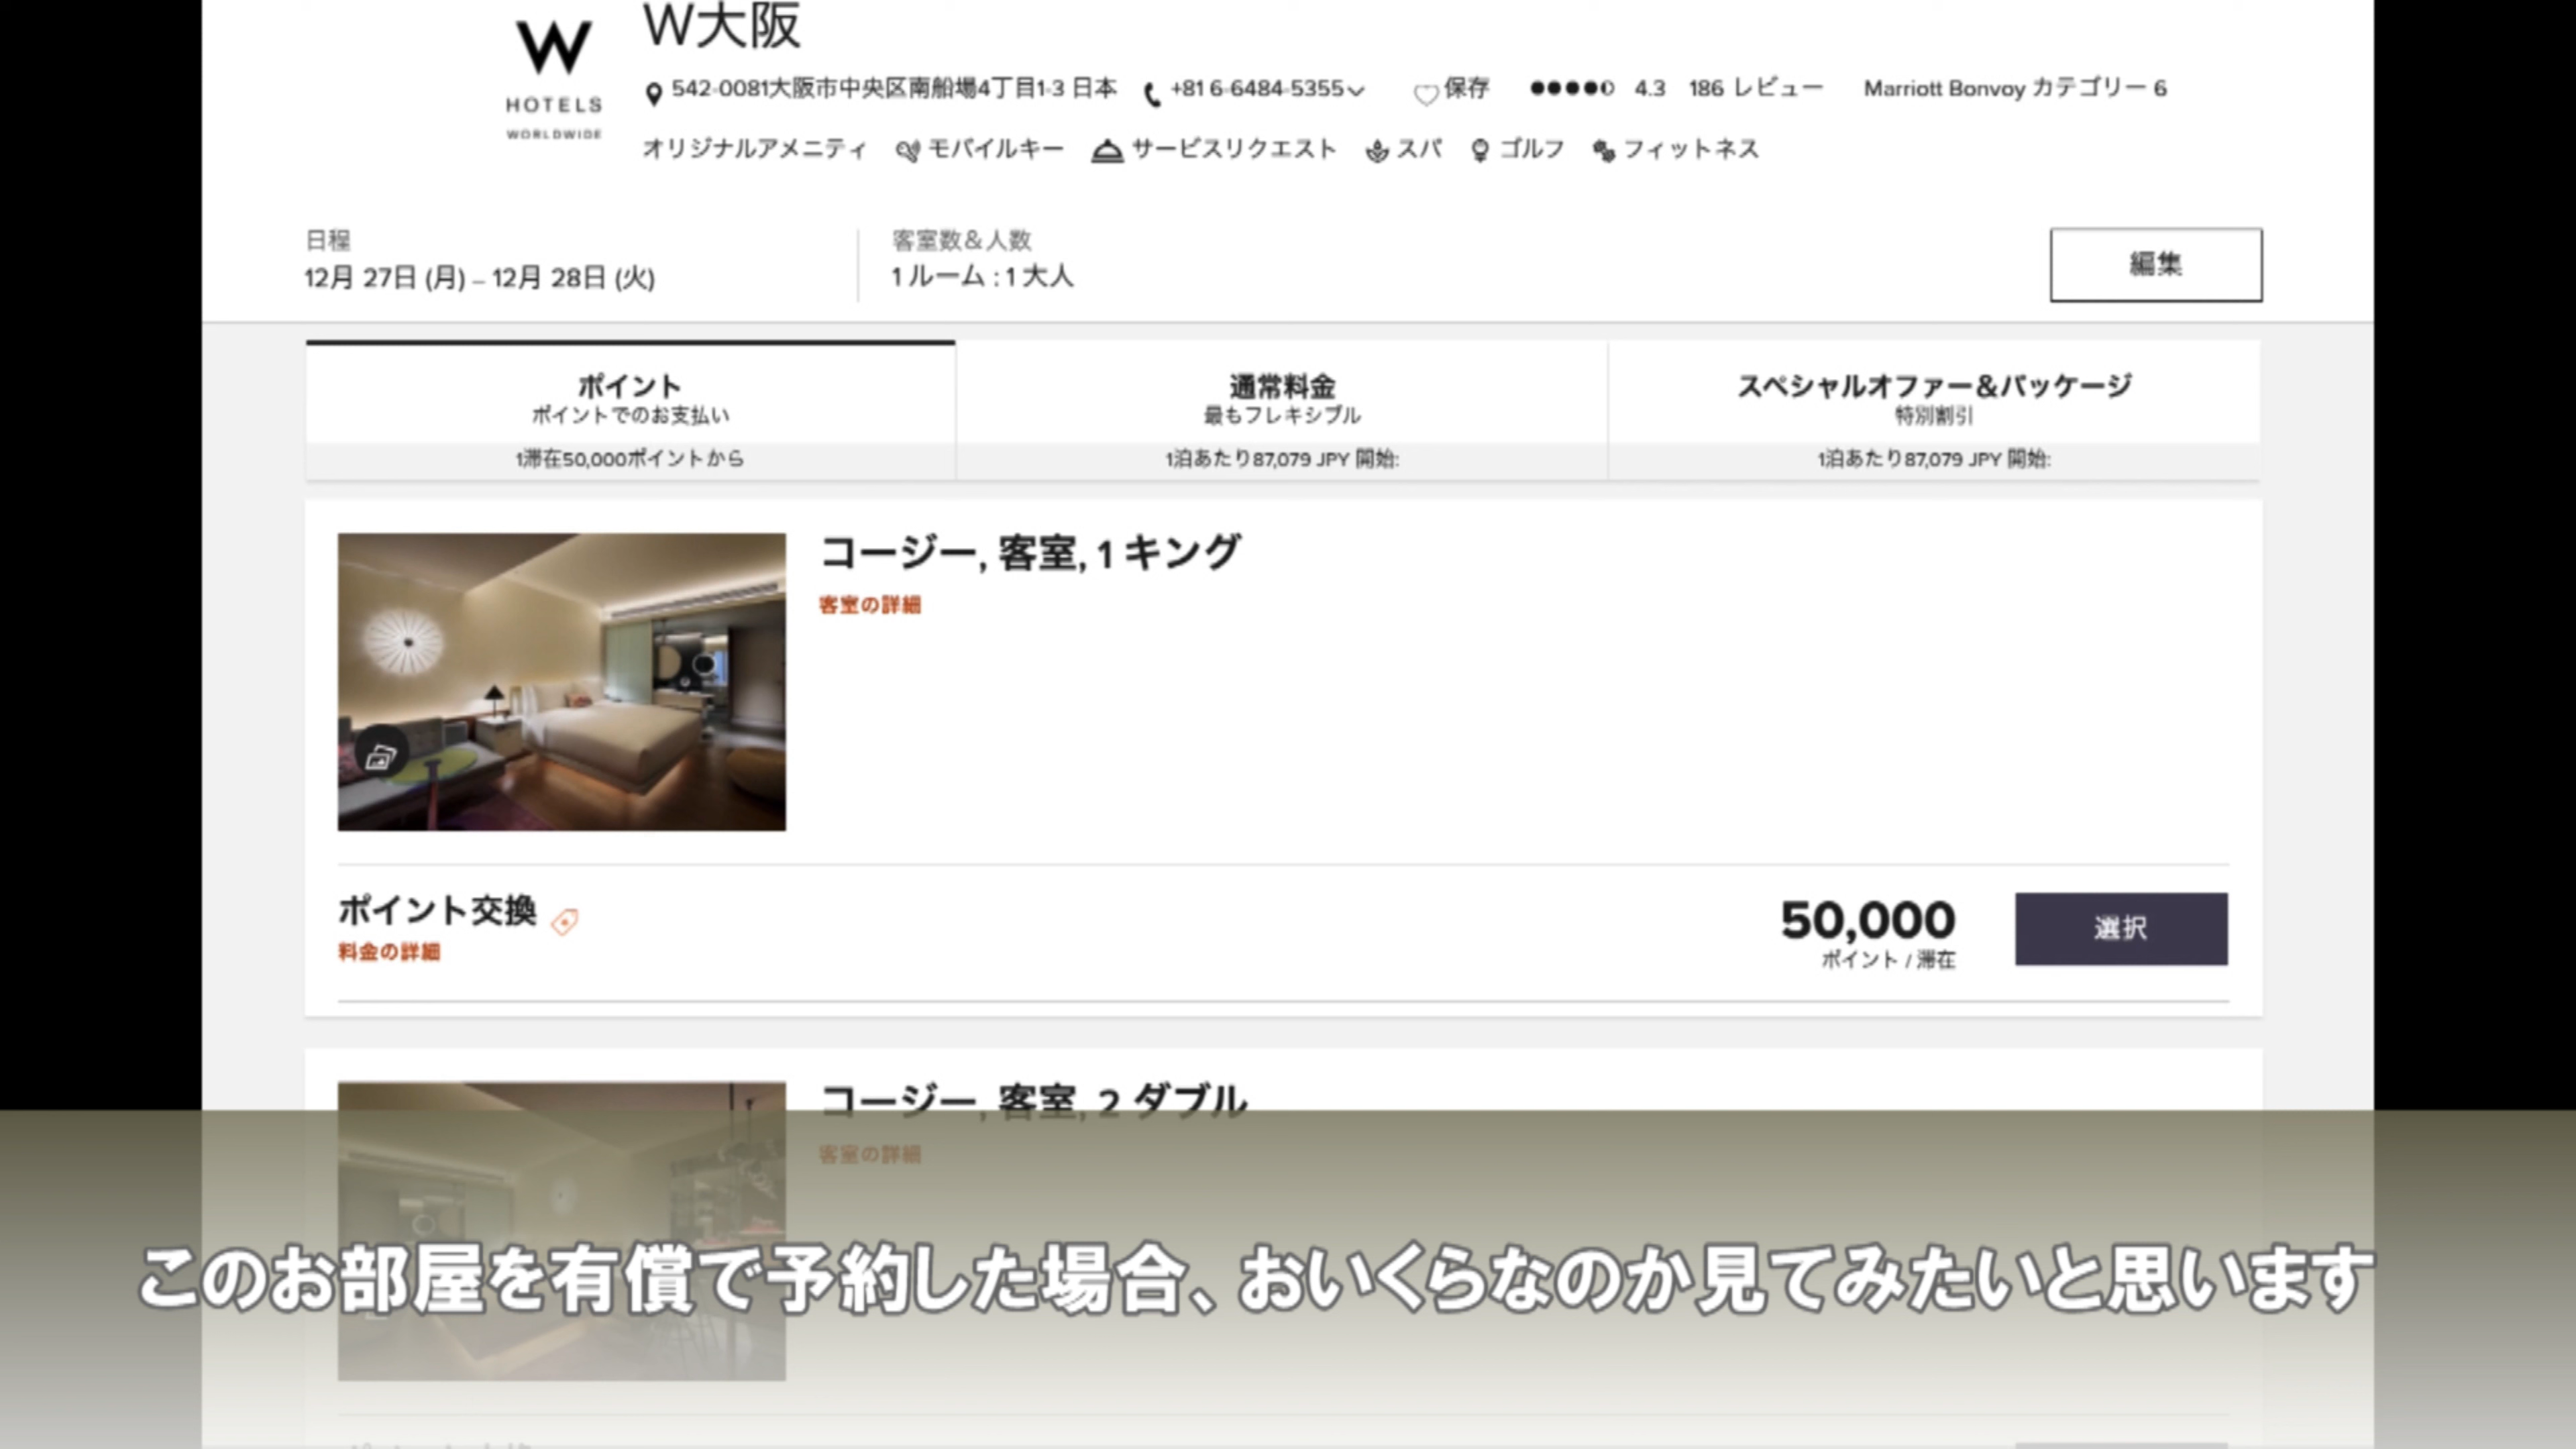 W大阪
W
HOTELS
WORLDWIDE
542-0081大阪市中央区南船場4丁目1-3 日本 +81 6-6484-5355 保存 4.3 186 レビュー Marriott Bonvoy カテゴリー 6
オリジナルアメニティ モバイルキー サービスリクエスト スパ ゴルフ フィットネス
日程
12月 27日 (月) – 12月 28日 (火)
客室数＆人数
1 ルーム : 1 大人
編集
ポイント
ポイントでのお支払い
1滞在50,000ポイントから
通常料金
最もフレキシブル
1泊あたり87,079 JPY 開始:
スペシャルオファー＆パッケージ
特別割引
1泊あたり87,079 JPY 開始:
コージー, 客室, 1 キング
客室の詳細
ポイント交換
料金の詳細
50,000
ポイント / 滞在
選択
コージー, 客室, 2 ダブル
客室の詳細
このお部屋を有償で予約した場合、おいくらなのか見てみたいと思います